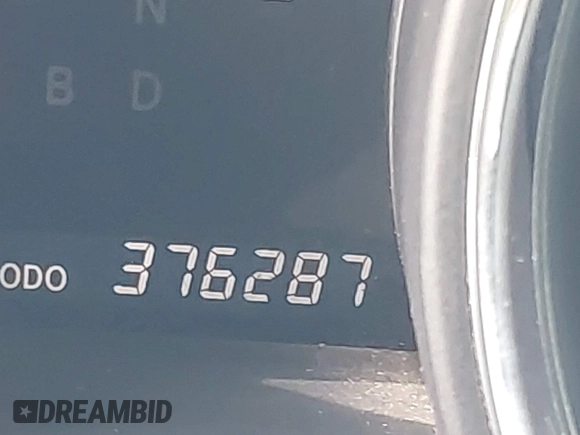 N
B D
ODO 376287
DREAMBID